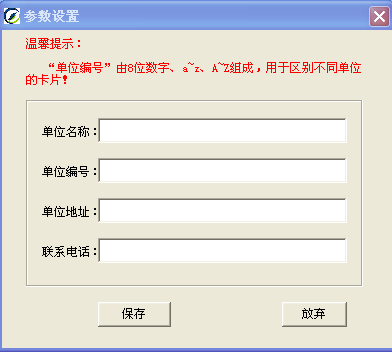 参数设置
温馨提示：
“单位编号”由8位数字、a~z、A~Z组成，用于区别不同单位
的卡片！
单位名称：
单位编号：
单位地址：
联系电话：
保存
放弃